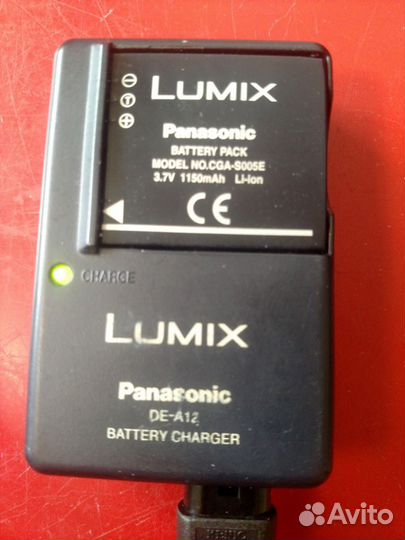 LUMIX
Panasonic
BATTERY PACK
MODEL NO.CGA-S005E
3.7V 1150mAh Li-ion
CE
CHARGE
LUMIX
Panasonic
DE-A12
BATTERY CHARGER
Avito